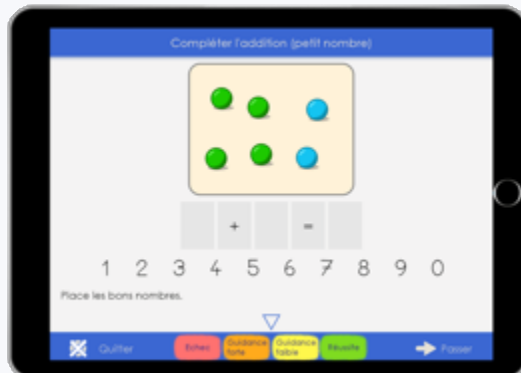 Compléter l'addition (petit nombre)
+ =
1 2 3 4 5 6 7 8 9 0
Place les bons nombres.
Quitter
Echec
Guidance
forte
Guidance
faible
Réussite
Passer